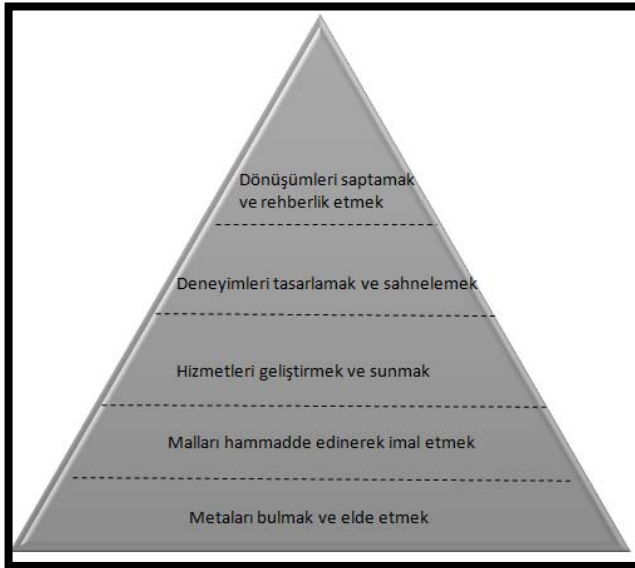 Dönüşümleri saptamak
ve rehberlik etmek
Deneyimleri tasarlamak ve sahnelemek
Hizmetleri geliştirmek ve sunmak
Malları hammadde edinerek imal etmek
Metaları bulmak ve elde etmek